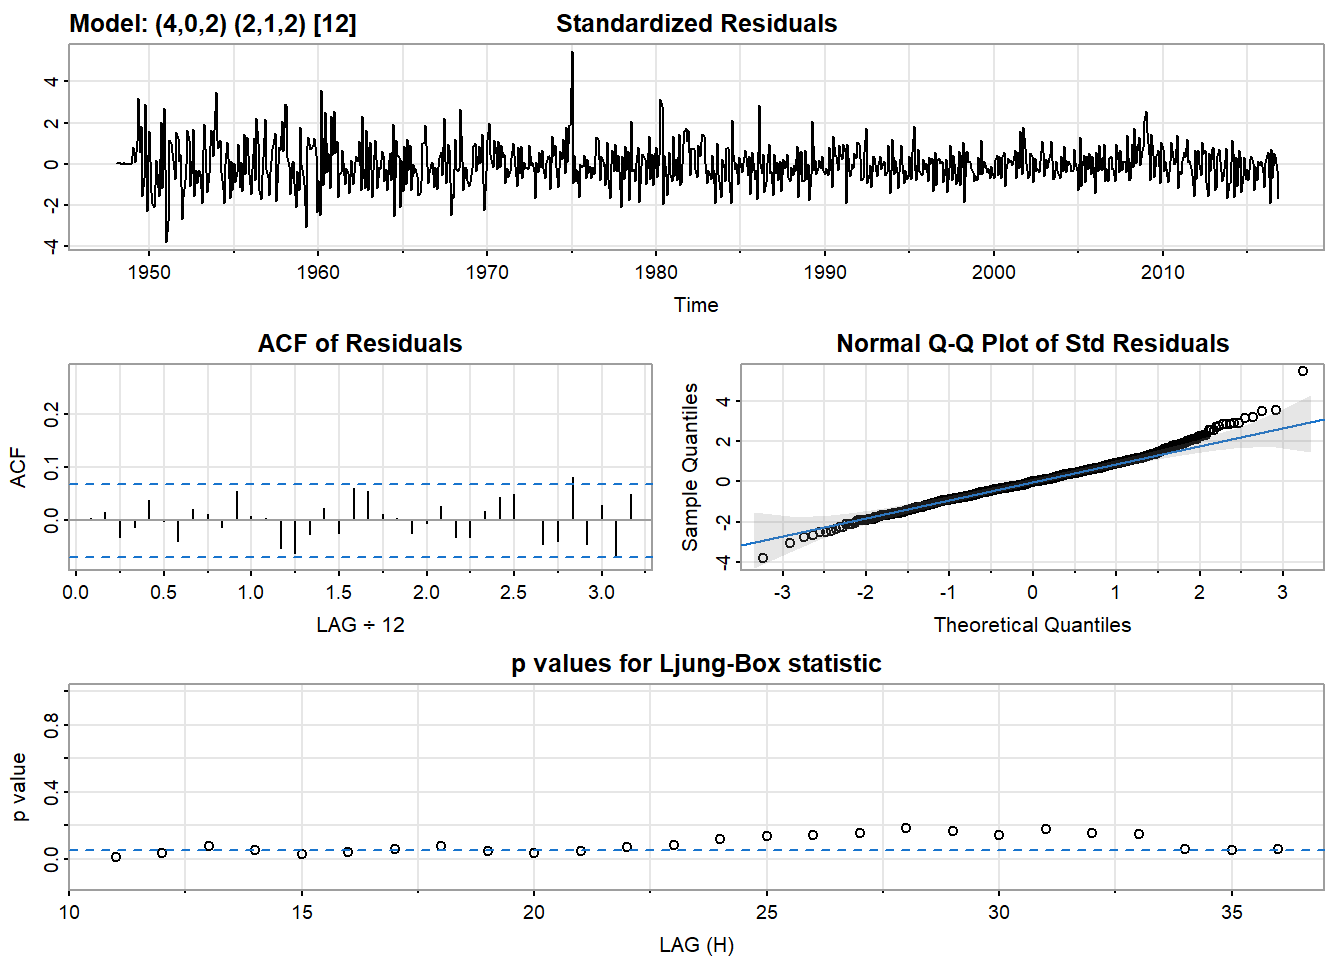 Model: (4,0,2) (2,1,2) [12] Standardized Residuals
4
2
0
-2
-4
1950 1960 1970 1980 1990 2000 2010
Time
ACF of Residuals
ACF
0.2
0.1
0.0
0.0 0.5 1.0 1.5 2.0 2.5 3.0
LAG ÷ 12
Normal Q-Q Plot of Std Residuals
Sample Quantiles
4
2
0
-2
-4
-3 -2 -1 0 1 2 3
Theoretical Quantiles
p values for Ljung-Box statistic
p value
0.8
0.4
0.0
10 15 20 25 30 35
LAG (H)